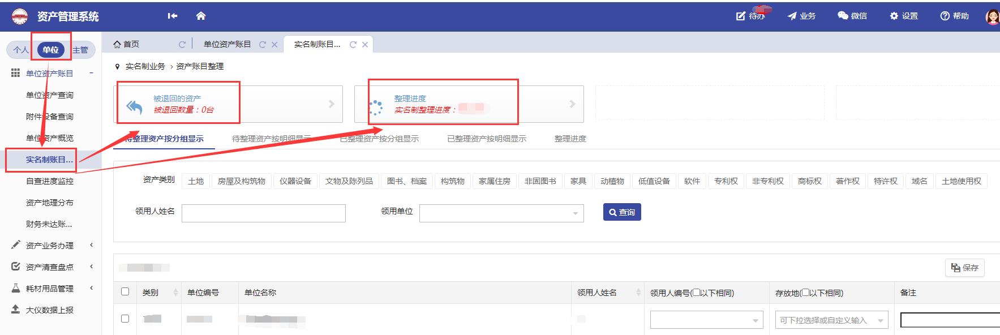 资产管理系统
待办
业务
微信
设置
帮助
个人
单位
主管
首页
单位资产账目
实名制账目...
单位资产账目
单位资产查询
附件设备查询
单位资产概览
实名制账目...
自查进度监控
资产地理分布
财务未达账...
资产业务办理
资产清查盘点
耗材用品管理
大仪数据上报
实名制业务 › 资产账目整理
被退回的资产
被退回数量：0台
整理进度
实名制整理进度：
待整理资产按分组显示
待整理资产按明细显示
已整理资产按分组显示
已整理资产按明细显示
整理进度
资产类别
土地
房屋及构筑物
仪器设备
文物及陈列品
图书、档案
构筑物
家属住房
非固图书
家具
动植物
低值设备
软件
专利权
非专利权
商标权
著作权
特许权
域名
土地使用权
领用人姓名
领用单位
查询
保存
类别
单位编号
单位名称
领用人姓名
领用人编号(以下相同)
存放地(以下相同)
备注
可下拉选择或自定义输入